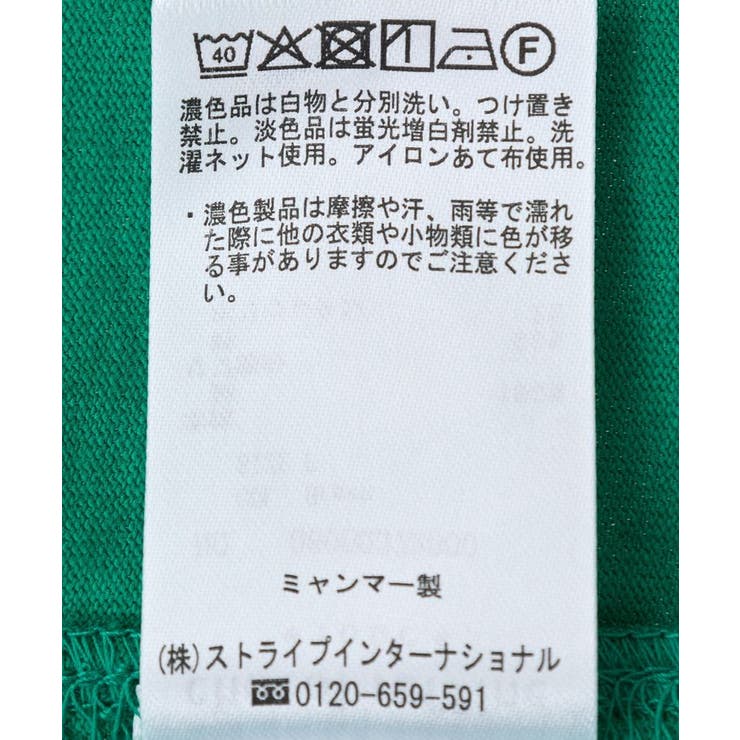 40 F
濃色品は白物と分別洗い。つけ置き
禁止。淡色品は蛍光増白剤禁止。洗
濯ネット使用。アイロンあて布使用。
・濃色製品は摩擦や汗、雨等で濡れ
た際に他の衣類や小物類に色が移
る事がありますのでご注意くださ
い。
ミャンマー製
(株)ストライプインターナショナル
0120-659-591